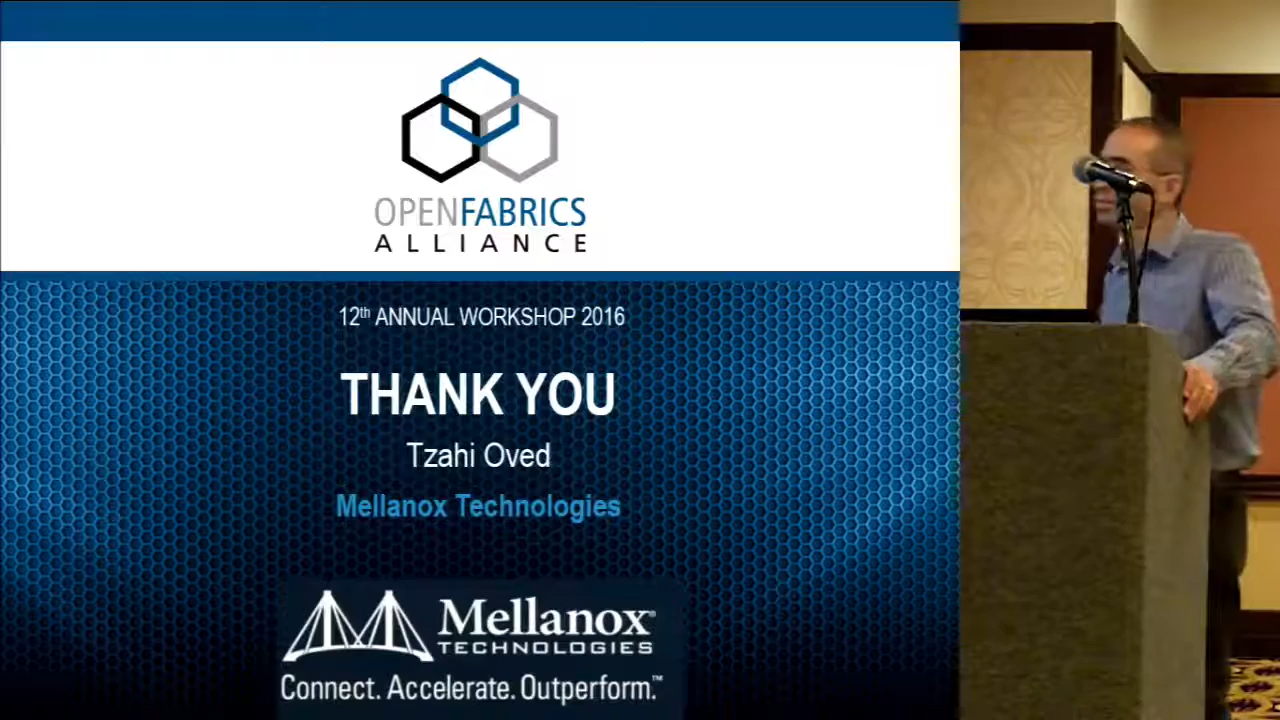 OPENFABRICS
ALLIANCE
12th ANNUAL WORKSHOP 2016
THANK YOU
Tzahi Oved
Mellanox Technologies
Mellanox®
TECHNOLOGIES
Connect. Accelerate. Outperform.™